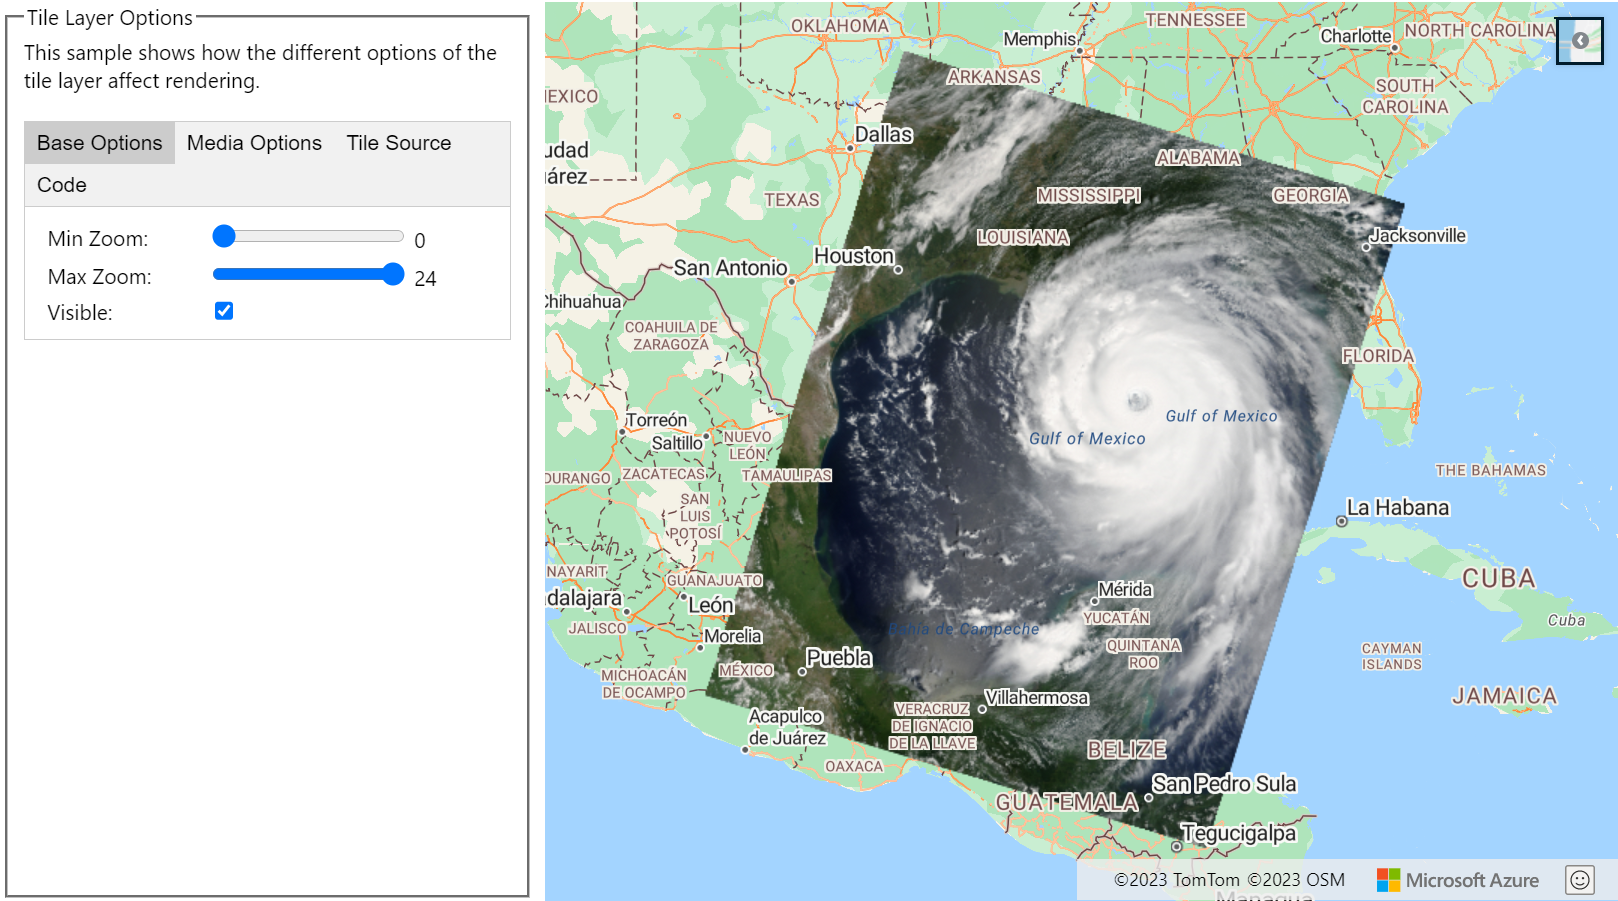 Tile Layer Options
This sample shows how the different options of the
tile layer affect rendering.
Base Options
Media Options
Tile Source
Code
Min Zoom:
0
Max Zoom:
24
Visible:
OKLAHOMA
TENNESSEE
Memphis
Charlotte
NORTH CAROLINA
ARKANSAS
EXICO
SOUTH
CAROLINA
Dallas
udad
árez
ALABAMA
TEXAS
MISSISSIPPI
GEORGIA
LOUISIANA
Jacksonville
Houston
San Antonio
Chihuahua
COAHUILA DE
ZARAGOZA
FLORIDA
Gulf of Mexico
Gulf of Mexico
Torreón
Saltillo
NUEVO
LEÓN
DURANGO
ZACATECAS
TAMAULIPAS
THE BAHAMAS
SAN
LUIS
POTOSÍ
La Habana
NAYARIT
GUANAJUATO
CUBA
dalajara
León
Mérida
YUCATÁN
Cuba
JALISCO
Morelia
Bahía de Campeche
QUINTANA
ROO
CAYMAN
ISLANDS
MICHOACÁN
DE OCAMPO
MÉXICO
Puebla
Villahermosa
JAMAICA
Acapulco
de Juárez
VERACRUZ
DE IGNACIO
DE LA LLAVE
BELIZE
OAXACA
San Pedro Sula
GUATEMALA
Tegucigalpa
©2023 TomTom ©2023 OSM
Microsoft Azure
Managua